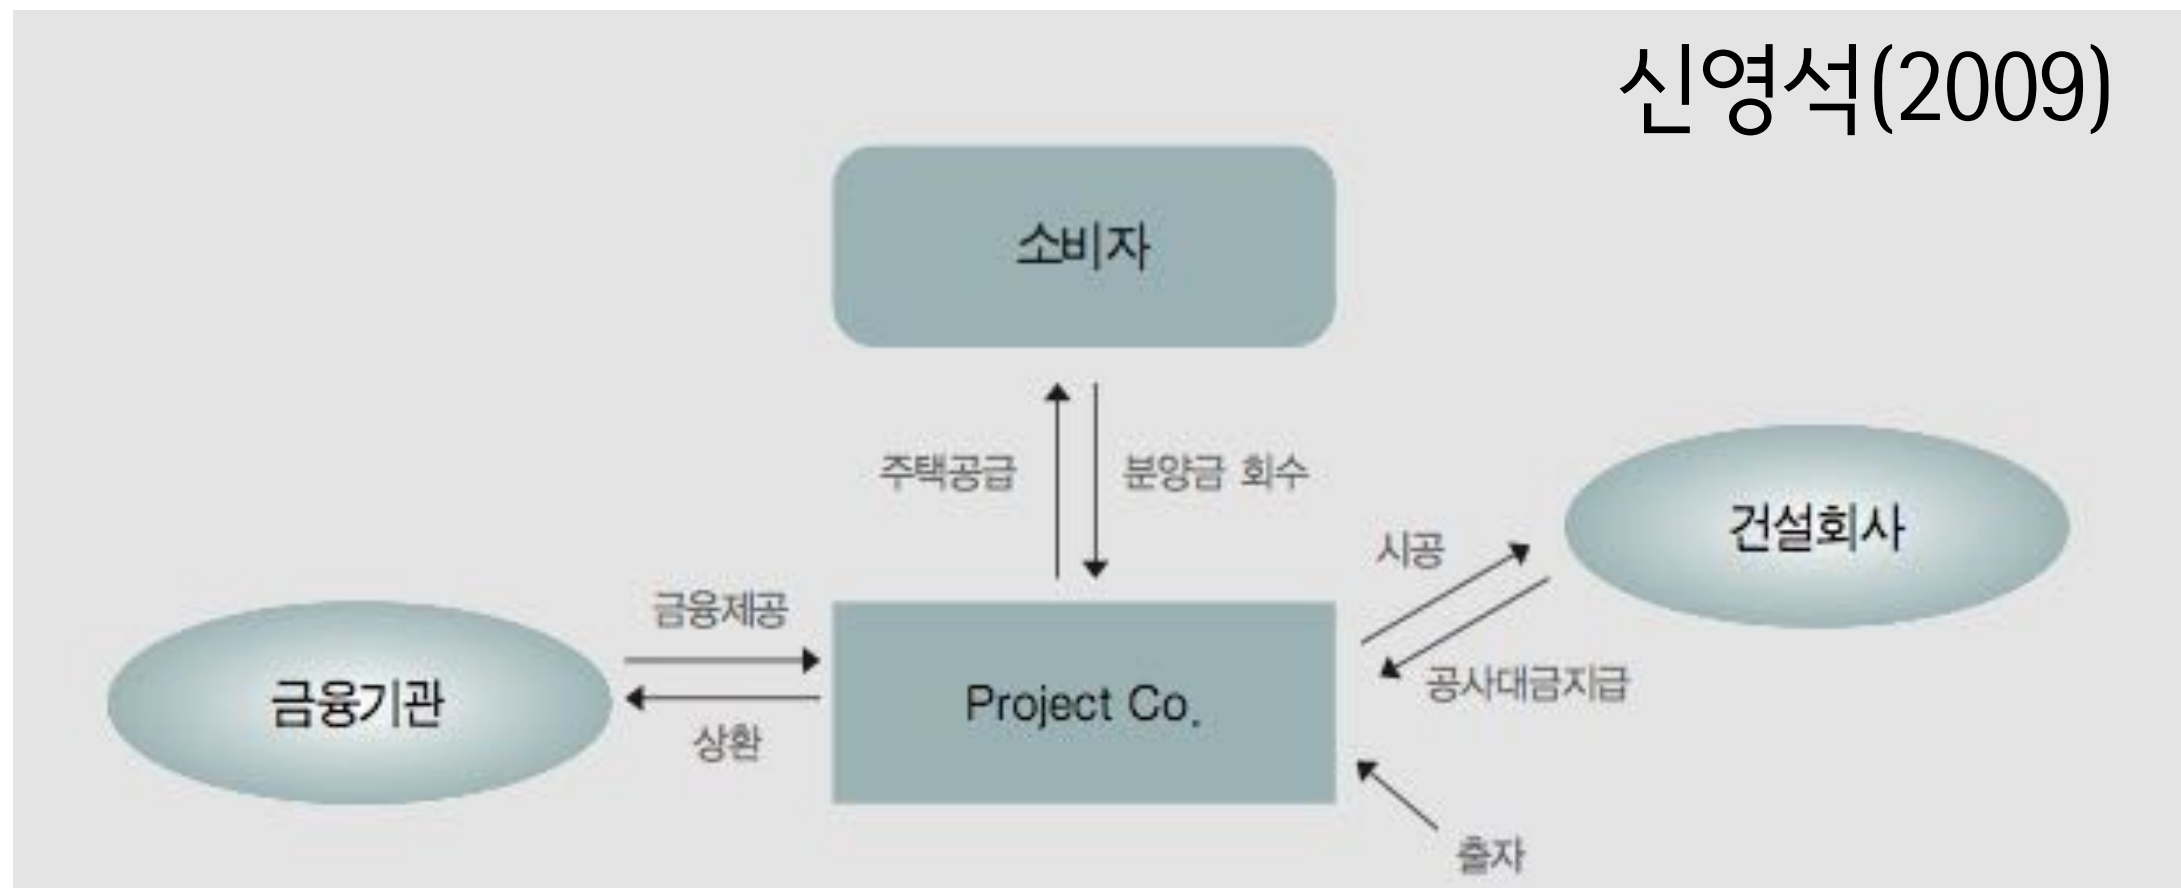 신영석(2009)
소비자
주택공급
분양금 회수
시공
건설회사
금융제공
금융기관
Project Co.
공사대금지급
상환
출자